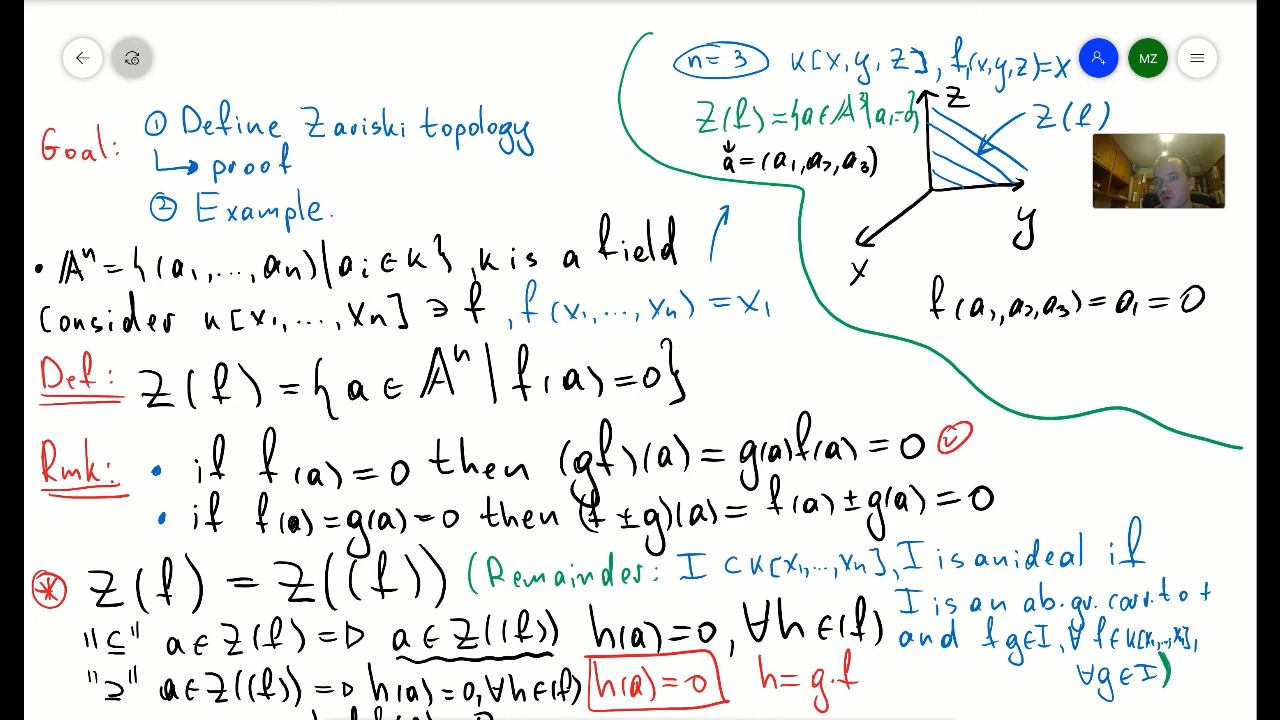 Goal: ① Define Zariski topology
↳ proof
② Example.
n=3 k[x,y,z], f(x,y,z)=x
Z(f)={a∈A³|a₁=0}
a=(a₁,a₂,a₃)
z
Z(f)
y
x
f(a₁,a₂,a₃)=a₁=0
MZ
• Aⁿ={(a₁,...,aₙ)|aᵢ∈k}, k is a field
Consider k[x₁,...,xₙ]∋f, f(x₁,...,xₙ)=x₁
Def: Z(f)={a∈Aⁿ|f(a)=0}
Rmk: • if f(a)=0 then (gf)(a)=g(a)f(a)=0
• if f(a)=g(a)=0 then (f±g)(a)=f(a)±g(a)=0
* Z(f)=Z((f)) (Remainder: I⊂k[x₁,...,xₙ], I is an ideal if
I is an ab.gr. corr. to +
and fg∈I, ∀f∈k[x₁,...,xₙ],
∀g∈I)
"⊆" a∈Z(f)=▷ a∈Z((f)) h(a)=0, ∀h∈(f)
"⊇" a∈Z((f))=▷ h(a)=0,∀h∈(f) h(a)=0 h=g.f